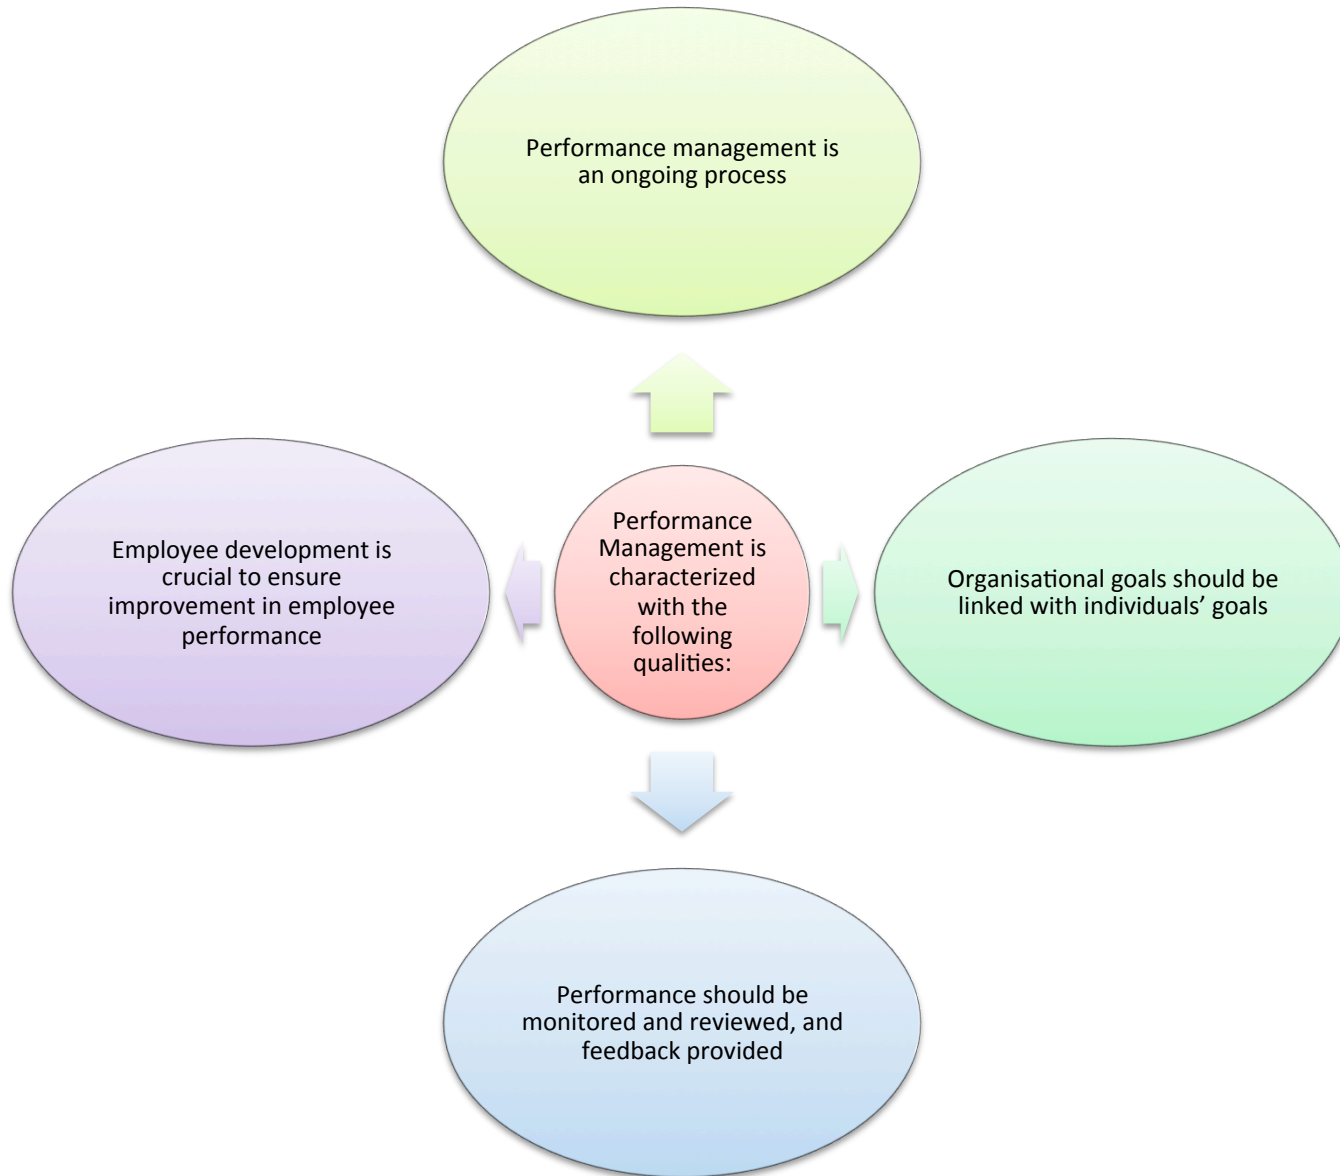 Performance management is
an ongoing process
Employee development is
crucial to ensure
improvement in employee
performance
Performance
Management is
characterized
with the
following
qualities:
Organisational goals should be
linked with individuals’ goals
Performance should be
monitored and reviewed, and
feedback provided